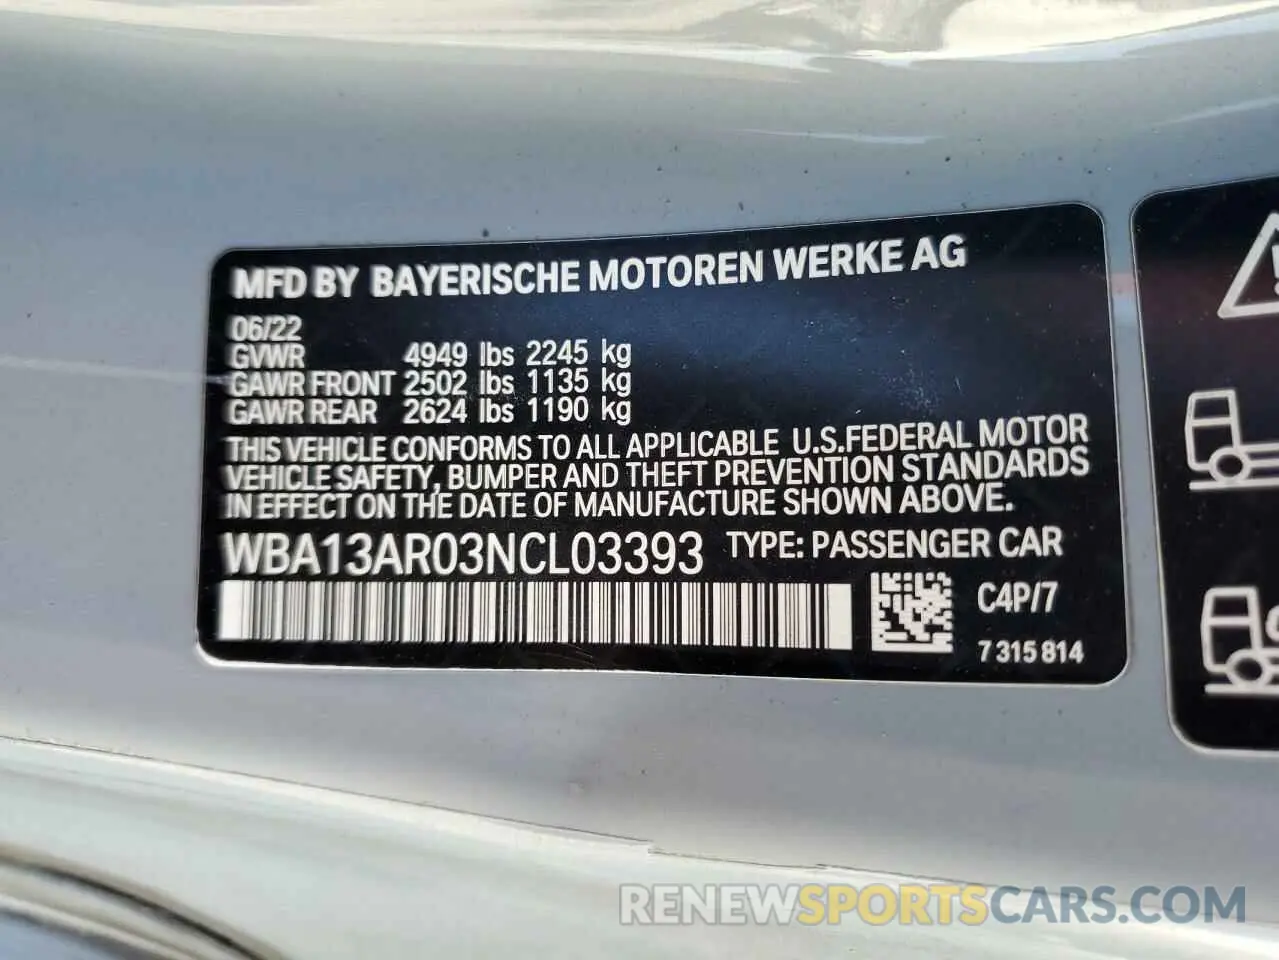 MFD BY BAYERISCHE MOTOREN WERKE AG
06/22
GVWR 4949 lbs 2245 kg
GAWR FRONT 2502 lbs 1135 kg
GAWR REAR 2624 lbs 1190 kg
THIS VEHICLE CONFORMS TO ALL APPLICABLE U.S.FEDERAL MOTOR
VEHICLE SAFETY, BUMPER AND THEFT PREVENTION STANDARDS
IN EFFECT ON THE DATE OF MANUFACTURE SHOWN ABOVE.
WBA13AR03NCL03393 TYPE: PASSENGER CAR
C4P/7
7 315 814
RENEWSPORTSCARS.COM